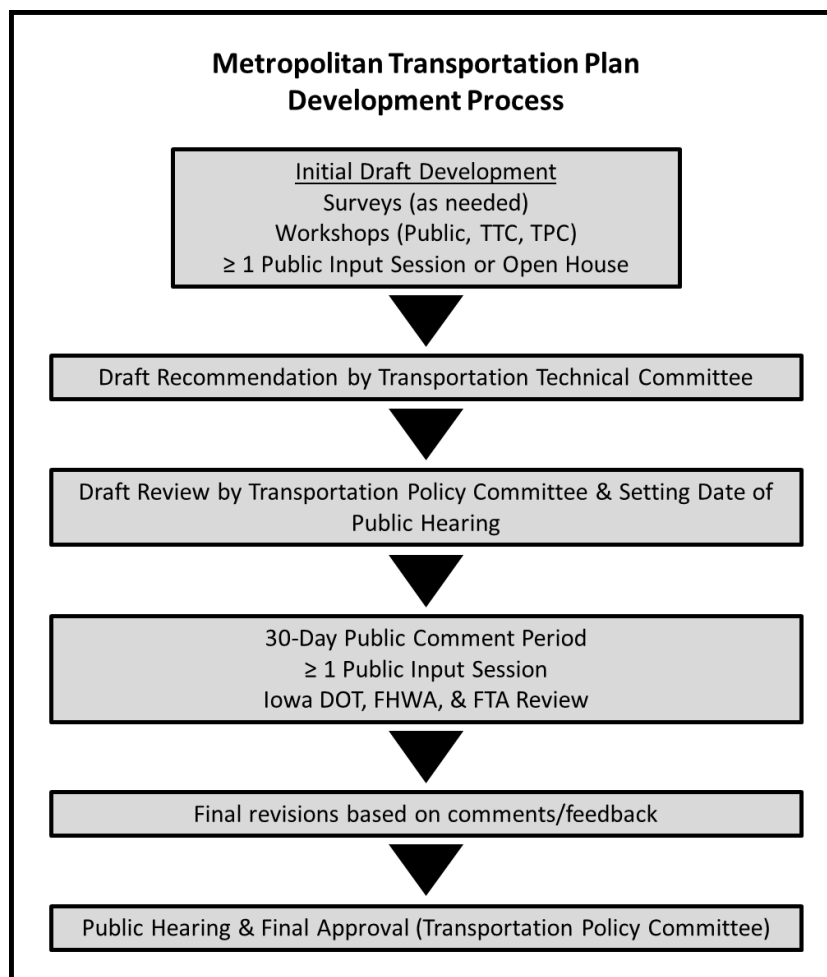 Metropolitan Transportation Plan
Development Process
Initial Draft Development
Surveys (as needed)
Workshops (Public, TTC, TPC)
≥ 1 Public Input Session or Open House
Draft Recommendation by Transportation Technical Committee
Draft Review by Transportation Policy Committee & Setting Date of
Public Hearing
30-Day Public Comment Period
≥ 1 Public Input Session
Iowa DOT, FHWA, & FTA Review
Final revisions based on comments/feedback
Public Hearing & Final Approval (Transportation Policy Committee)